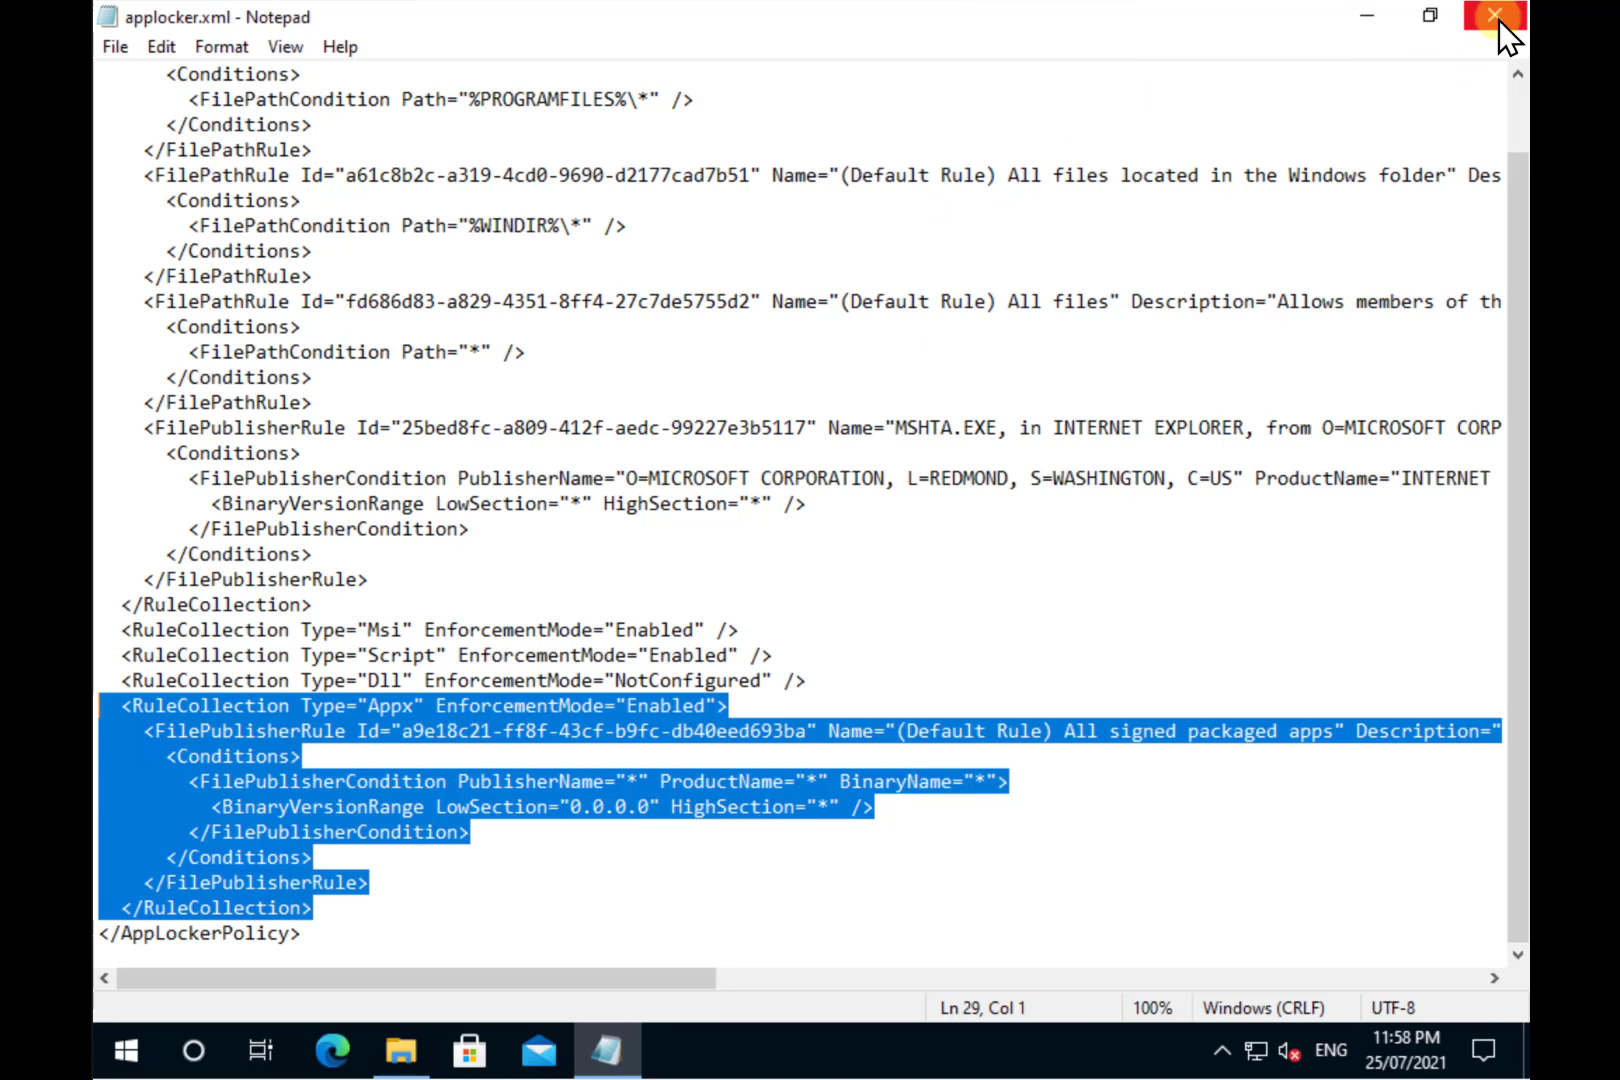 applocker.xml - Notepad
File Edit Format View Help
<Conditions>
<FilePathCondition Path="%PROGRAMFILES%\*" />
</Conditions>
</FilePathRule>
<FilePathRule Id="a61c8b2c-a319-4cd0-9690-d2177cad7b51" Name="(Default Rule) All files located in the Windows folder" Des
<Conditions>
<FilePathCondition Path="%WINDIR%\*" />
</Conditions>
</FilePathRule>
<FilePathRule Id="fd686d83-a829-4351-8ff4-27c7de5755d2" Name="(Default Rule) All files" Description="Allows members of th
<Conditions>
<FilePathCondition Path="*" />
</Conditions>
</FilePathRule>
<FilePublisherRule Id="25bed8fc-a809-412f-aedc-99227e3b5117" Name="MSHTA.EXE, in INTERNET EXPLORER, from O=MICROSOFT CORP
<Conditions>
<FilePublisherCondition PublisherName="O=MICROSOFT CORPORATION, L=REDMOND, S=WASHINGTON, C=US" ProductName="INTERNET
<BinaryVersionRange LowSection="*" HighSection="*" />
</FilePublisherCondition>
</Conditions>
</FilePublisherRule>
</RuleCollection>
<RuleCollection Type="Msi" EnforcementMode="Enabled" />
<RuleCollection Type="Script" EnforcementMode="Enabled" />
<RuleCollection Type="Dll" EnforcementMode="NotConfigured" />
<RuleCollection Type="Appx" EnforcementMode="Enabled">
<FilePublisherRule Id="a9e18c21-ff8f-43cf-b9fc-db40eed693ba" Name="(Default Rule) All signed packaged apps" Description="
<Conditions>
<FilePublisherCondition PublisherName="*" ProductName="*" BinaryName="*">
<BinaryVersionRange LowSection="0.0.0.0" HighSection="*" />
</FilePublisherCondition>
</Conditions>
</FilePublisherRule>
</RuleCollection>
</AppLockerPolicy>
Ln 29, Col 1 100% Windows (CRLF) UTF-8
ENG 11:58 PM
25/07/2021